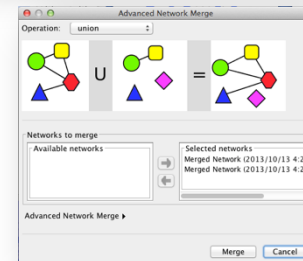 Advanced Network Merge
Operation: union
U =
Networks to merge
Available networks
Selected networks
Merged Network (2013/10/13 4:2
Merged Network (2013/10/13 4:2
Advanced Network Merge
Merge Cancel